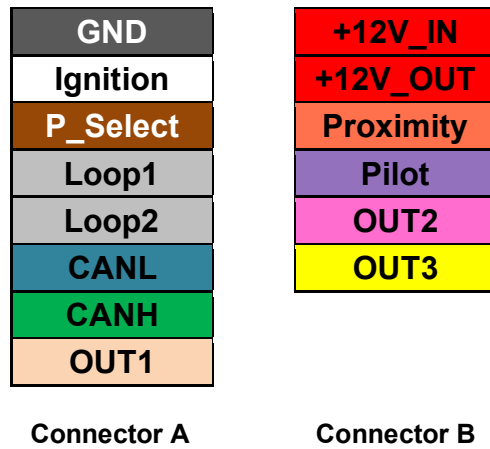 GND
Ignition
P_Select
Loop1
Loop2
CANL
CANH
OUT1
Connector A
+12V_IN
+12V_OUT
Proximity
Pilot
OUT2
OUT3
Connector B